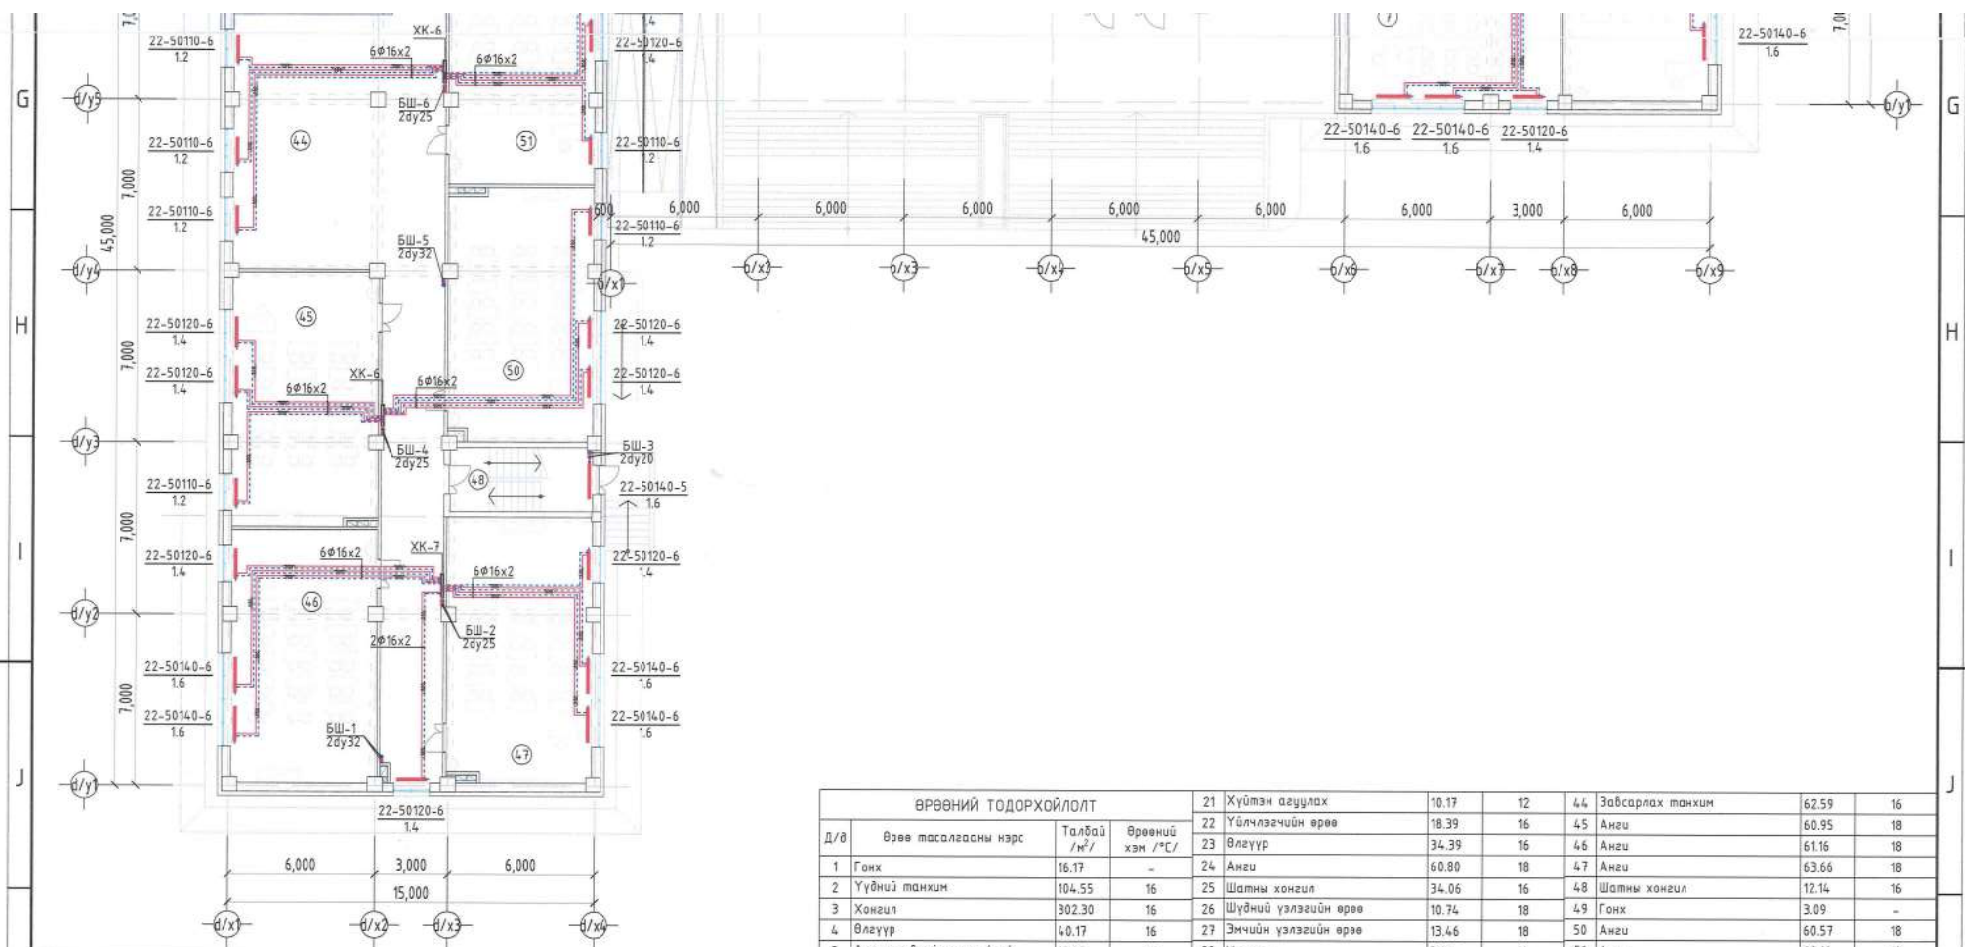 22-50110-6
1.2
22-50110-6
1.2
22-50110-6
1.2
22-50120-6
1.4
22-50120-6
1.4
22-50110-6
1.2
22-50120-6
1.4
22-50140-6
1.6
22-50140-6
1.6
22-50120-6
1.4
ХК-6
6Ф16x2
6Ф16x2
БШ-6
2dy25
44
51
22-50120-6
1.4
22-50110-6
1.2
22-50110-6
1.2
БШ-5
2dy32
45
50
22-50120-6
1.4
22-50120-6
1.4
ХК-6
6Ф16x2
6Ф16x2
БШ-4
2dy25
БШ-3
2dy20
48
22-50140-5
1.6
ХК-7
6Ф16x2
6Ф16x2
46
22-50120-6
1.4
БШ-2
2dy25
2Ф16x2
22-50140-6
1.6
22-50140-6
1.6
БШ-1
2dy32
47
22-50140-6
1.6
22-50140-6
1.6
22-50140-6
1.6
22-50120-6
1.4
G
H
I
J
G
H
I
J
d/y5
d/y4
d/y3
d/y2
d/y1
b/y1
7,000
7,000
7,000
7,000
45,000
6,000
6,000
6,000
6,000
6,000
6,000
3,000
6,000
45,000
b/x1
b/x2
b/x3
b/x4
b/x5
b/x6
b/x7
b/x8
b/x9
6,000
3,000
6,000
15,000
d/x1
d/x2
d/x3
d/x4
ӨРӨӨНИЙ ТОДОРХОЙЛОЛТ
Д/д Өрөө тасалгааны нэрс Талбай /м²/ Өрөөний хэм /°C/
1 Гонх 16.17 -
2 Үүдний танхим 104.55 16
3 Хонгил 302.30 16
4 Өлгүүр 40.17 16
21 Хүйтэн агуулах 10.17 12
22 Үйлчлэгчийн өрөө 18.39 16
23 Өлгүүр 34.39 16
24 Анги 60.80 18
25 Шатны хонгил 34.06 16
26 Шүдний үзлэгийн өрөө 10.74 18
27 Эмчийн үзлэгийн өрөө 13.46 18
44 Завсарлах танхим 62.59 16
45 Анги 60.95 18
46 Анги 61.16 18
47 Анги 63.66 18
48 Шатны хонгил 12.14 16
49 Гонх 3.09 -
50 Анги 60.57 18